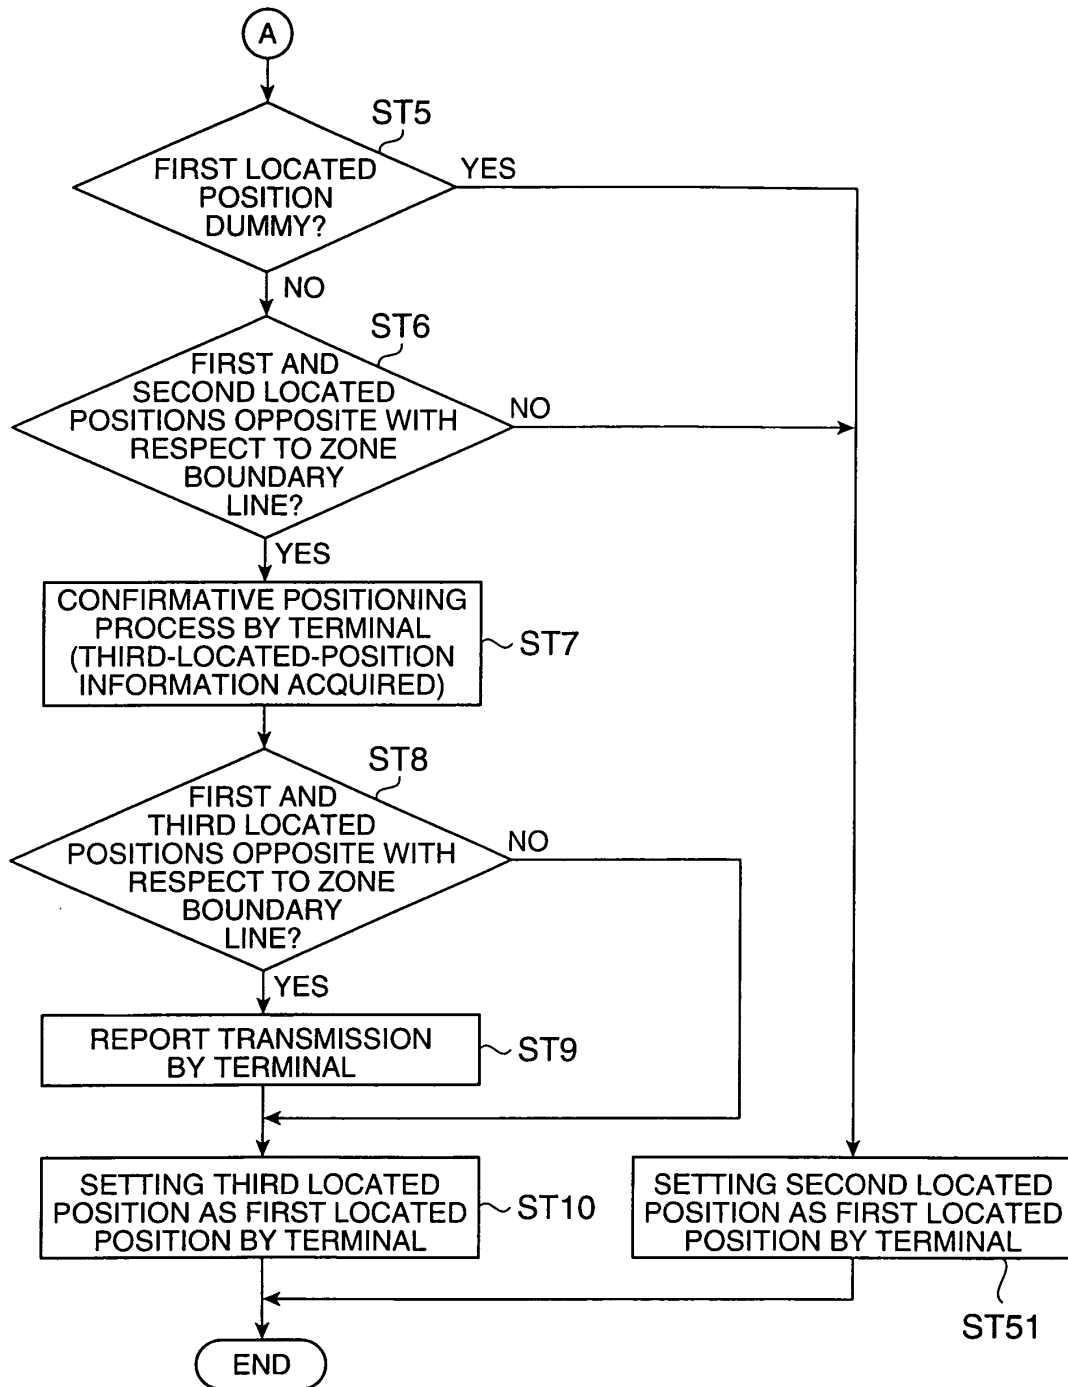 A
ST5
FIRST LOCATED
POSITION
DUMMY?
YES
NO
ST6
FIRST AND
SECOND LOCATED
POSITIONS OPPOSITE WITH
RESPECT TO ZONE
BOUNDARY
LINE?
NO
YES
CONFIRMATIVE POSITIONING
PROCESS BY TERMINAL
(THIRD-LOCATED-POSITION
INFORMATION ACQUIRED)
ST7
ST8
FIRST AND
THIRD LOCATED
POSITIONS OPPOSITE WITH
RESPECT TO ZONE
BOUNDARY
LINE?
NO
YES
REPORT TRANSMISSION
BY TERMINAL
ST9
SETTING THIRD LOCATED
POSITION AS FIRST LOCATED
POSITION BY TERMINAL
ST10
SETTING SECOND LOCATED
POSITION AS FIRST LOCATED
POSITION BY TERMINAL
ST51
END